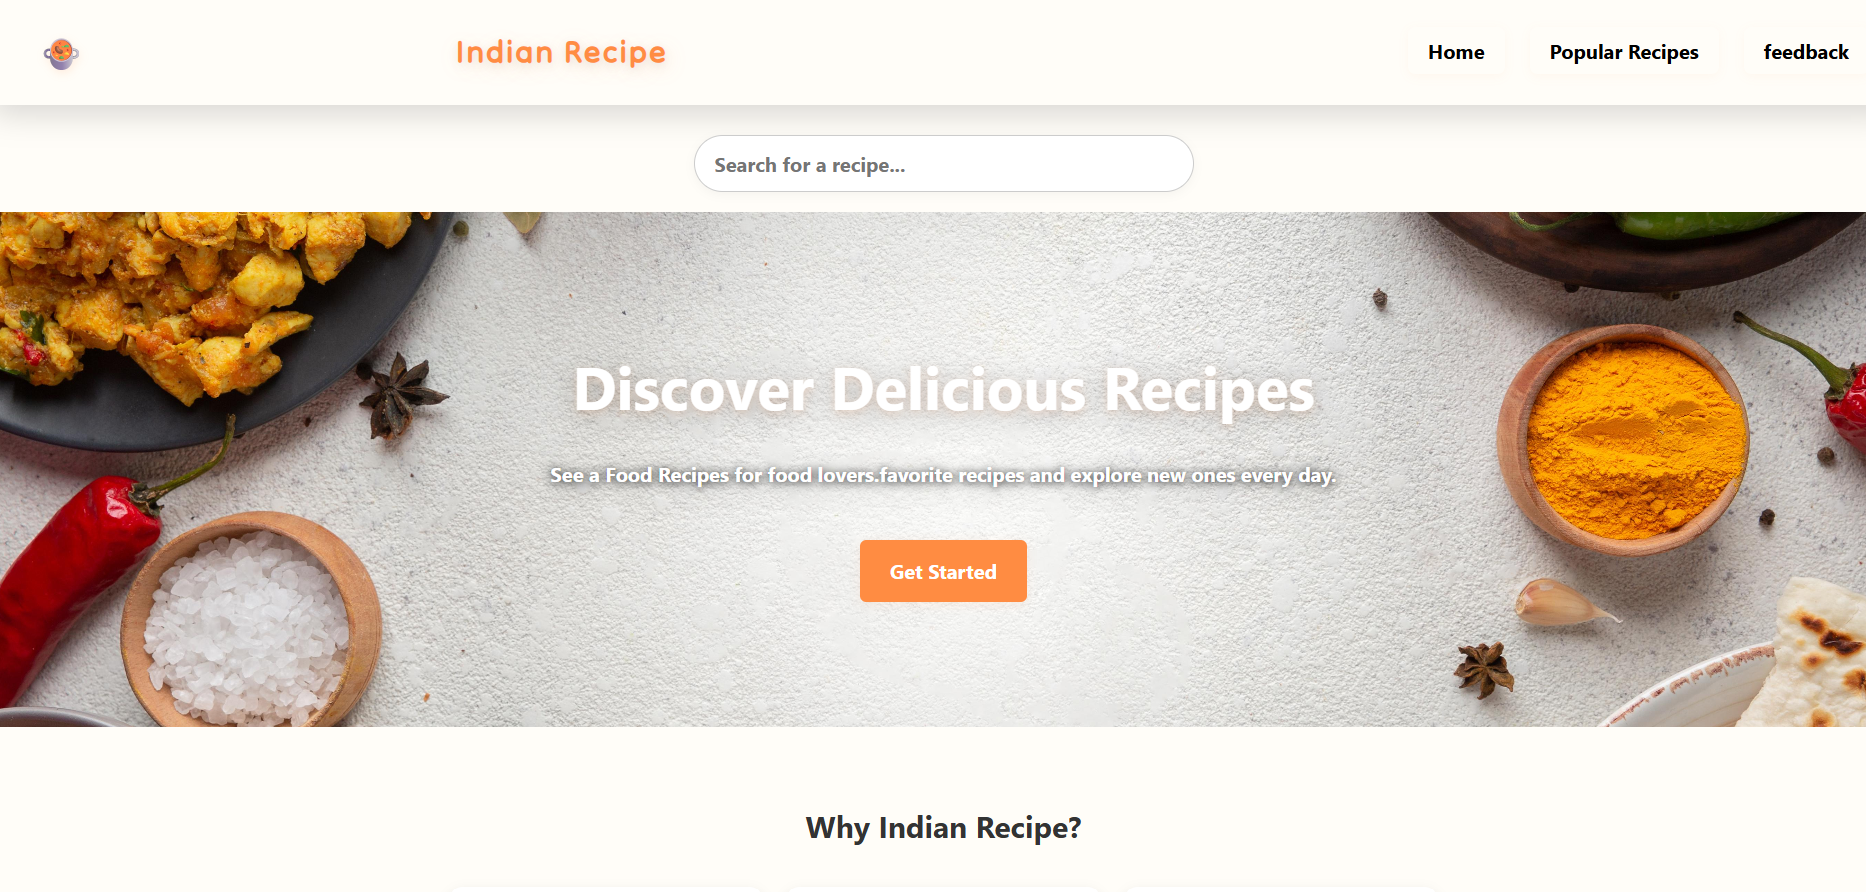 Indian Recipe
Home
Popular Recipes
feedback
Search for a recipe...
Discover Delicious Recipes
See a Food Recipes for food lovers.favorite recipes and explore new ones every day.
Get Started
Why Indian Recipe?